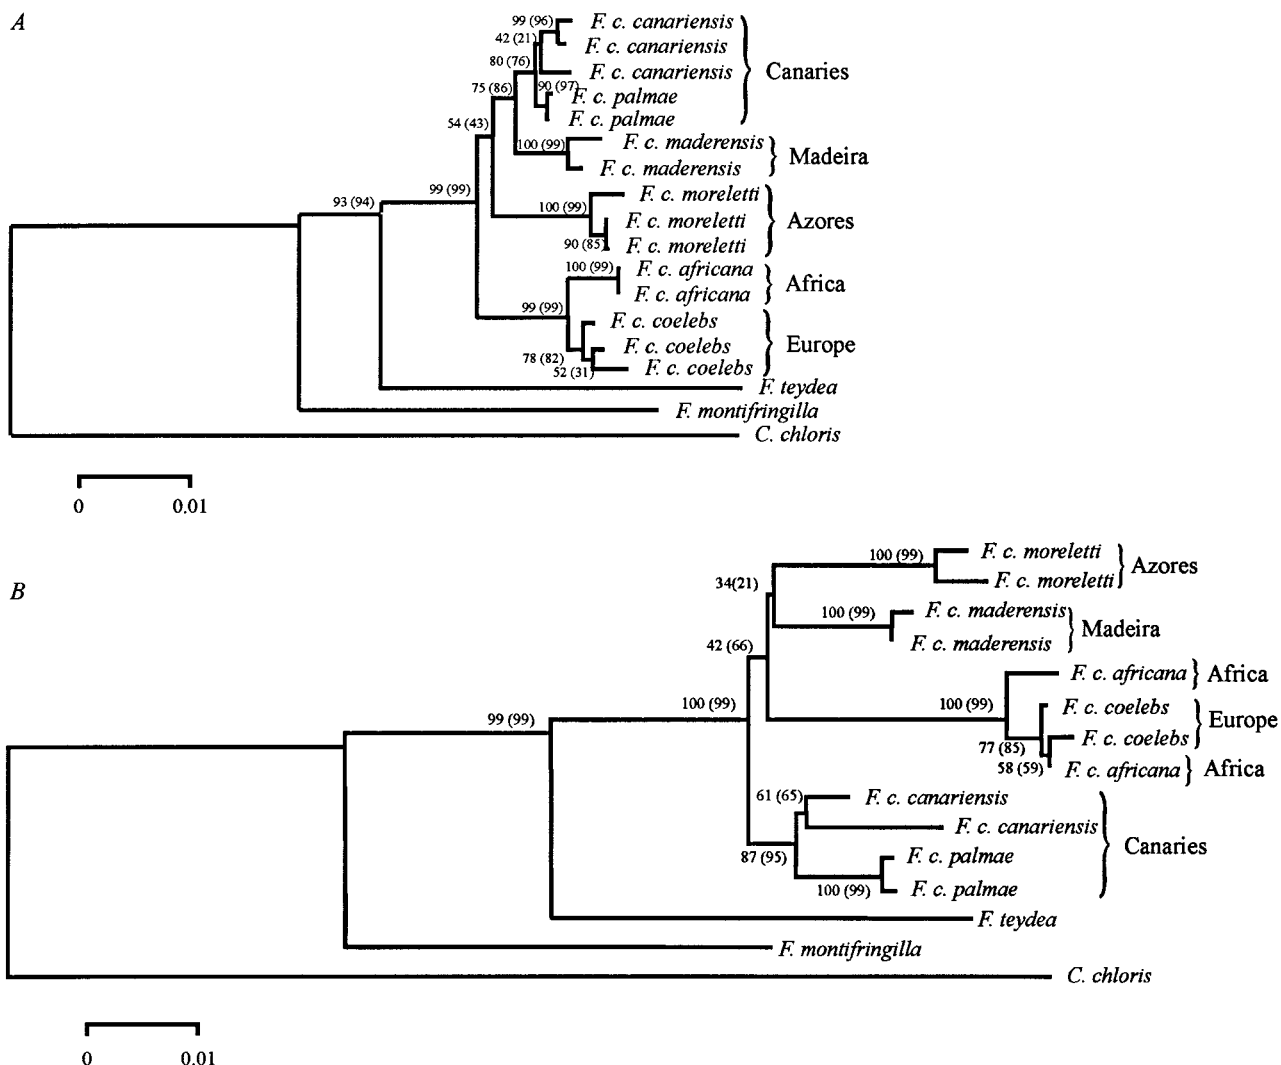 A
99 (96)
F. c. canariensis
42 (21)
F. c. canariensis
80 (76)
F. c. canariensis
Canaries
75 (86)
90 (97)
F. c. palmae
F. c. palmae
54 (43)
100 (99)
F. c. maderensis
F. c. maderensis
Madeira
99 (99)
93 (94)
F. c. moreletti
100 (99)
F. c. moreletti
Azores
90 (85)
F. c. moreletti
100 (99)
F. c. africana
F. c. africana
Africa
99 (99)
F. c. coelebs
F. c. coelebs
Europe
78 (82)
52 (31)
F. c. coelebs
F. teydea
F. montifringilla
C. chloris
0 0.01
B
100 (99)
F. c. moreletti
F. c. moreletti
Azores
34(21)
100 (99)
F. c. maderensis
F. c. maderensis
Madeira
42 (66)
F. c. africana
Africa
100 (99)
100 (99)
99 (99)
F. c. coelebs
F. c. coelebs
Europe
77 (85)
58 (59)
F. c. africana
Africa
61 (65)
F. c. canariensis
F. c. canariensis
Canaries
87 (95)
F. c. palmae
100 (99)
F. c. palmae
F. teydea
F. montifringilla
C. chloris
0 0.01